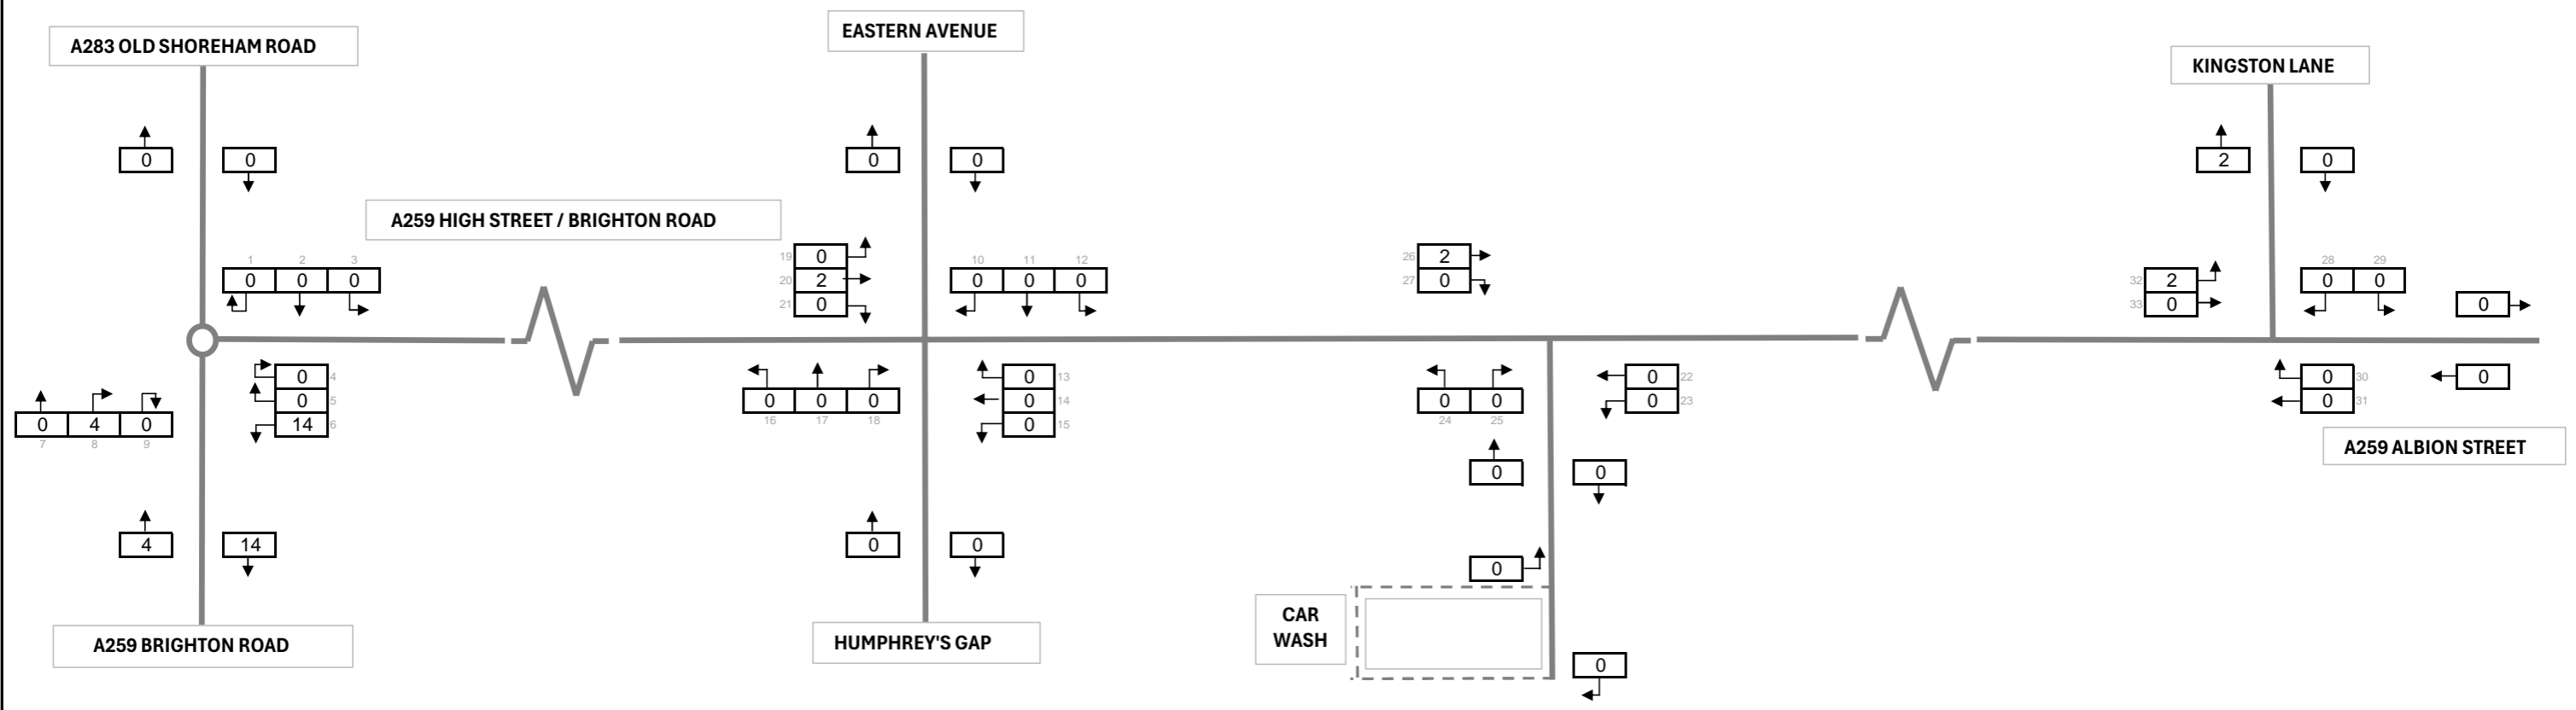 A283 OLD SHOREHAM ROAD
EASTERN AVENUE
KINGSTON LANE
0 0
0 0
2 0
A259 HIGH STREET / BRIGHTON ROAD
1 2 3
0 0 0
19 0
20 2
21 0
10 11 12
0 0 0
26 2
27 0
32 2
33 0
28 29
0 0
0
0 4
0 5
14 6
0 4 0
7 8 9
0 0 0
16 17 18
0 13
0 14
0 15
0 0
24 25
0 22
0 23
0 30
0 31
0
A259 ALBION STREET
0 0
4 14
0 0
0
CAR
WASH
0
A259 BRIGHTON ROAD
HUMPHREY'S GAP